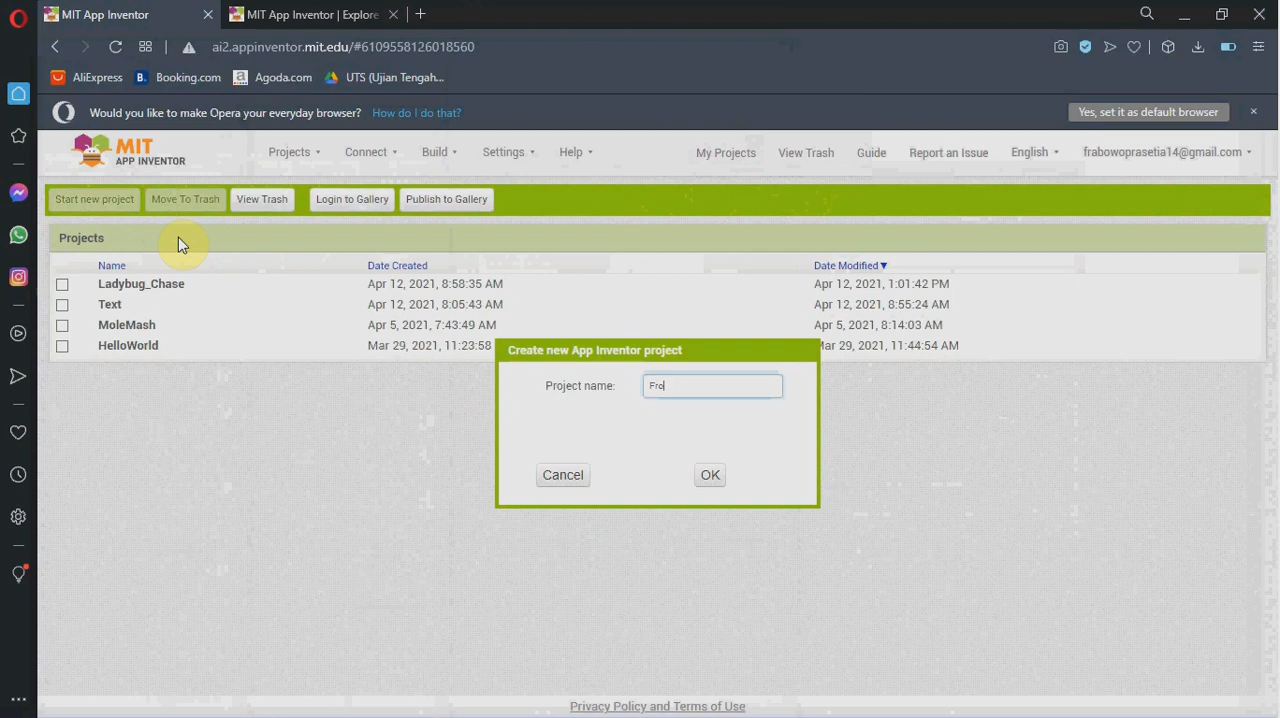 MIT App Inventor
MIT App Inventor | Explore
ai2.appinventor.mit.edu/#6109558126018560
AliExpress
Booking.com
Agoda.com
UTS (Ujian Tengah...
Would you like to make Opera your everyday browser? How do I do that?
Yes, set it as default browser
MIT
APP INVENTOR
Projects
Connect
Build
Settings
Help
My Projects
View Trash
Guide
Report an Issue
English
frabowoprasetia14@gmail.com
Start new project
Move To Trash
View Trash
Login to Gallery
Publish to Gallery
Projects
Name Date Created Date Modified
Ladybug_Chase Apr 12, 2021, 8:58:35 AM Apr 12, 2021, 1:01:42 PM
Text Apr 12, 2021, 8:05:43 AM Apr 12, 2021, 8:55:24 AM
MoleMash Apr 5, 2021, 7:43:49 AM Apr 5, 2021, 8:14:03 AM
HelloWorld Mar 29, 2021, 11:23:58 Mar 29, 2021, 11:44:54 AM
Create new App Inventor project
Project name: Fro
Cancel
OK
Privacy Policy and Terms of Use